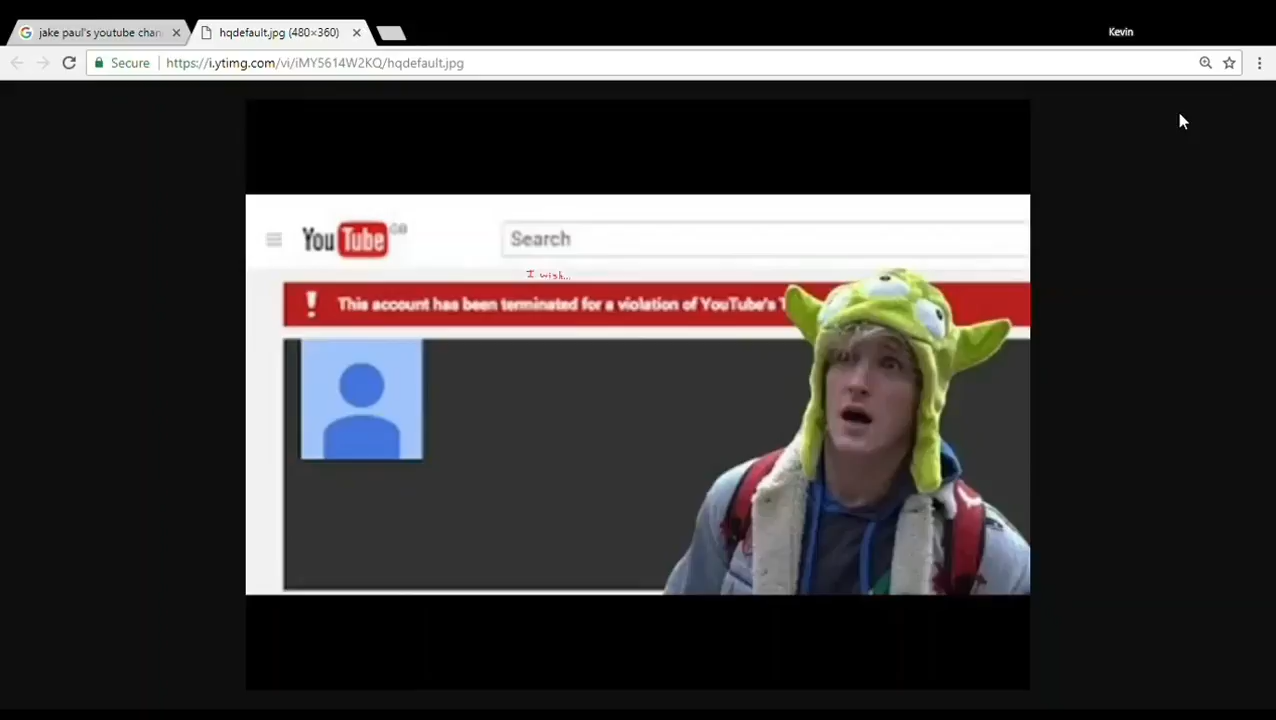 jake paul's youtube chan
hqdefault.jpg (480×360)
Kevin
Secure
https://i.ytimg.com/vi/iMY5614W2KQ/hqdefault.jpg
YouTube GB
Search
I wish...
This account has been terminated for a violation of YouTube's T